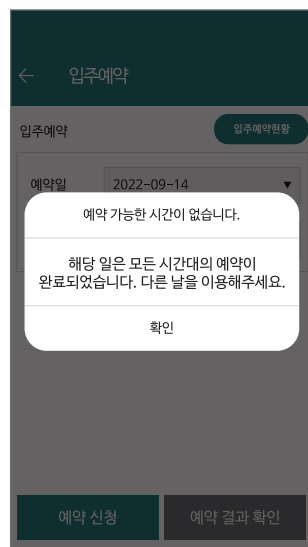 입주예약
입주예약
입주예약현황
예약일
2022-09-14
예약 가능한 시간이 없습니다.
해당 일은 모든 시간대의 예약이
완료되었습니다. 다른 날을 이용해주세요.
확인
예약 신청
예약 결과 확인